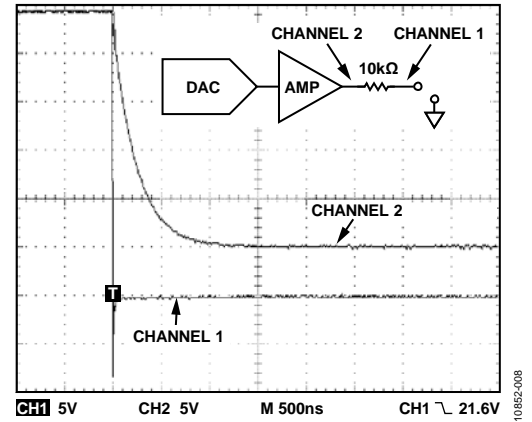 CHANNEL 2 CHANNEL 1
10kΩ
DAC
AMP
CHANNEL 2
T
CHANNEL 1
CH1 5V CH2 5V M 500ns CH1 21.6V
10852-008